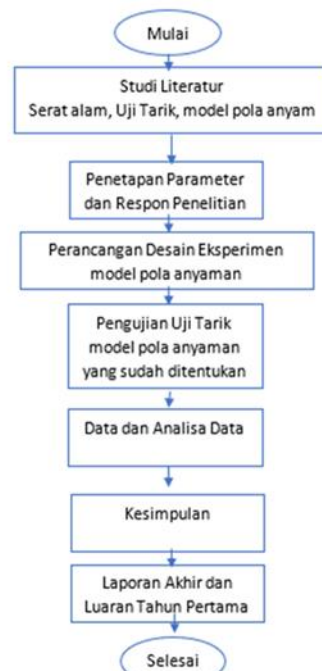 Mulai
Studi Literatur
Serat alam, Uji Tarik, model pola anyam
Penetapan Parameter
dan Respon Penelitian
Perancangan Desain Eksperimen
model pola anyaman
Pengujian Uji Tarik
model pola anyaman
yang sudah ditentukan
Data dan Analisa Data
Kesimpulan
Laporan Akhir dan
Luaran Tahun Pertama
Selesai